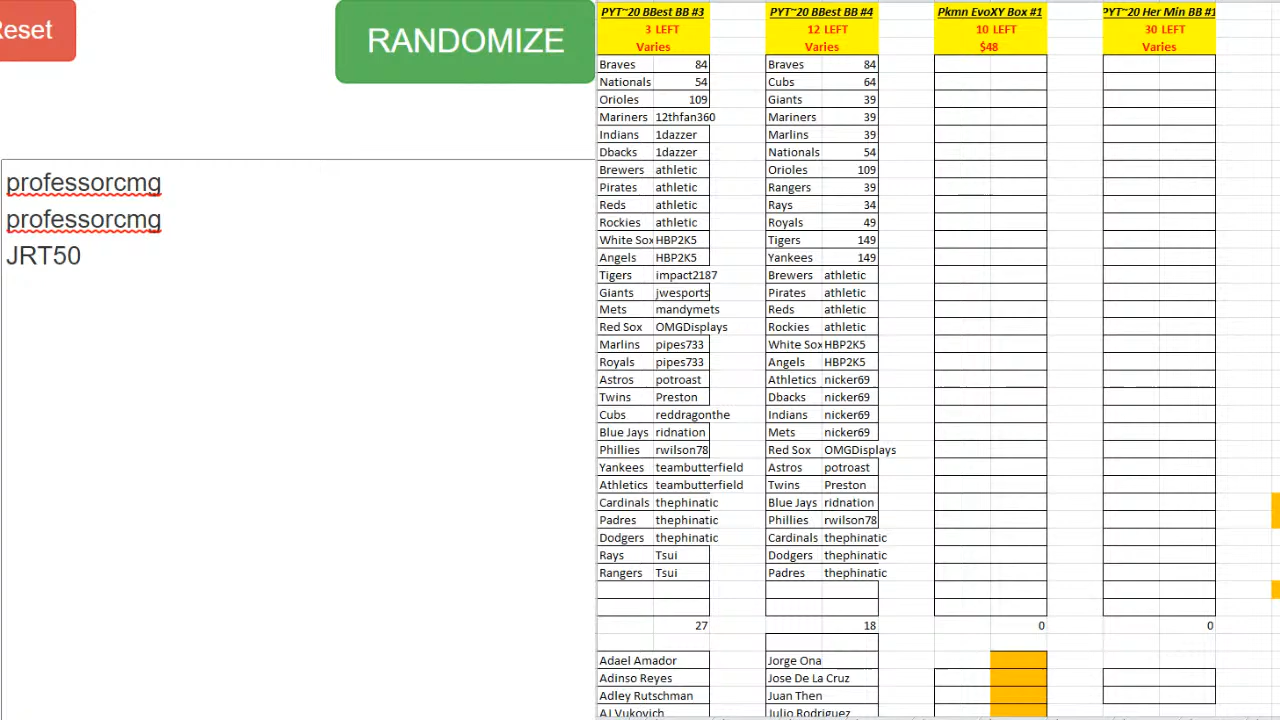 Reset
RANDOMIZE
professorcmg
professorcmg
JRT50
PYT~20 BBest BB #3
3 LEFT
Varies
Braves 84
Nationals 54
Orioles 109
Mariners 12thfan360
Indians 1dazzer
Dbacks 1dazzer
Brewers athletic
Pirates athletic
Reds athletic
Rockies athletic
White Sox HBP2K5
Angels HBP2K5
Tigers impact2187
Giants jwesports
Mets mandymets
Red Sox OMGDisplays
Marlins pipes733
Royals pipes733
Astros potroast
Twins Preston
Cubs reddragonthe
Blue Jays ridnation
Phillies rwilson78
Yankees teambutterfield
Athletics teambutterfield
Cardinals thephinatic
Padres thephinatic
Dodgers thephinatic
Rays Tsui
Rangers Tsui
27
Adael Amador
Adinso Reyes
Adley Rutschman
AJ Vukovich
PYT~20 BBest BB #4
12 LEFT
Varies
Braves 84
Cubs 64
Giants 39
Mariners 39
Marlins 39
Nationals 54
Orioles 109
Rangers 39
Rays 34
Royals 49
Tigers 149
Yankees 149
Brewers athletic
Pirates athletic
Reds athletic
Rockies athletic
White Sox HBP2K5
Angels HBP2K5
Athletics nicker69
Dbacks nicker69
Indians nicker69
Mets nicker69
Red Sox OMGDisplays
Astros potroast
Twins Preston
Blue Jays ridnation
Phillies rwilson78
Cardinals thephinatic
Dodgers thephinatic
Padres thephinatic
18
Jorge Ona
Jose De La Cruz
Juan Then
Julio Rodriguez
Pkmn EvoXY Box #1
10 LEFT
$48
0
PYT~20 Her Min BB #1
30 LEFT
Varies
0